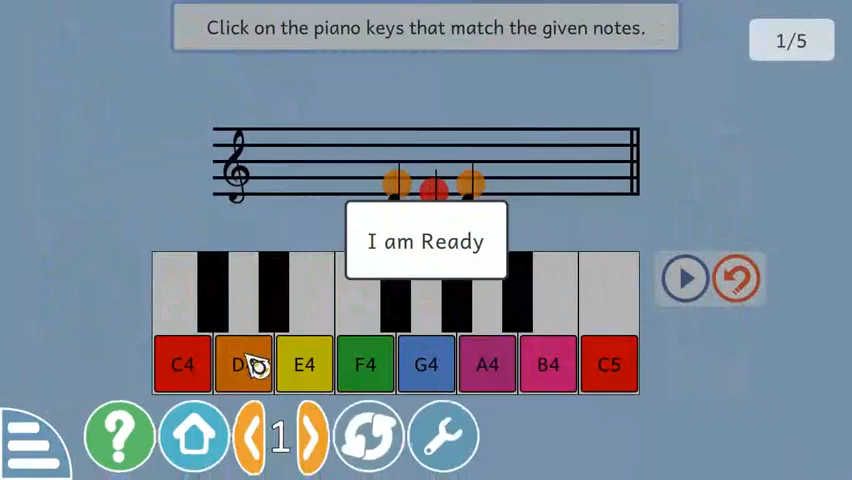 Click on the piano keys that match the given notes.
1/5
I am Ready
C4 D4 E4 F4 G4 A4 B4 C5
? 1